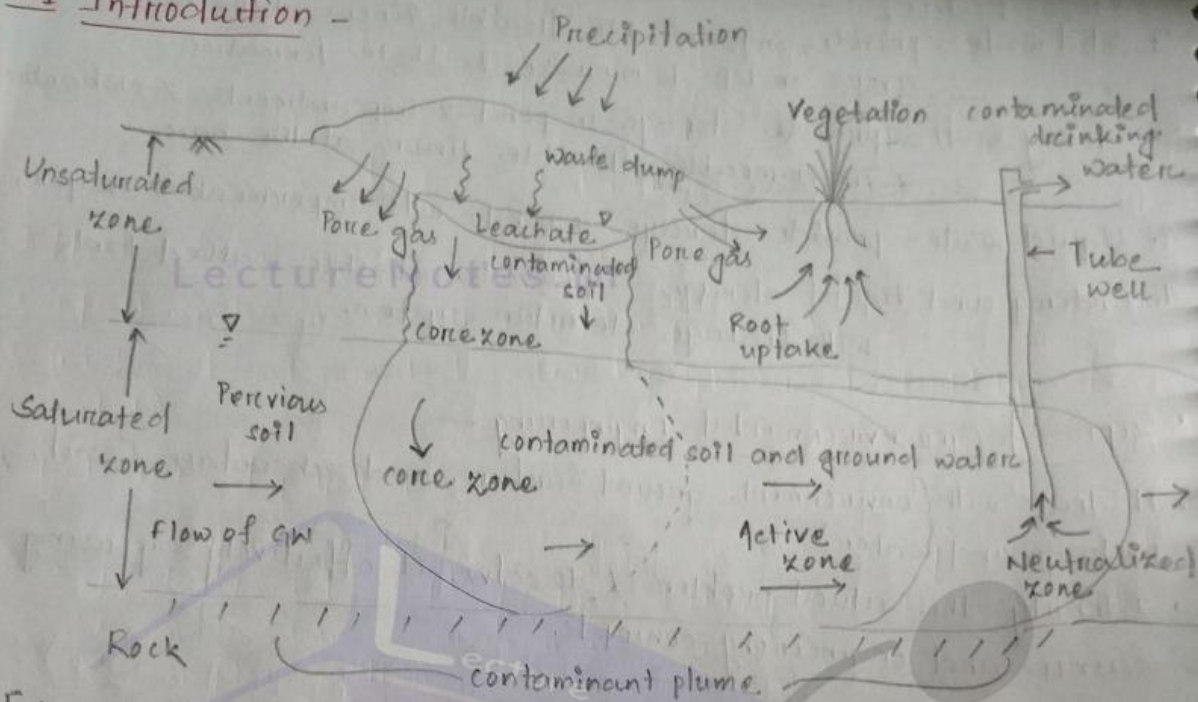 Introduction -
Precipitation
Vegetation
contaminated
drinking
water
Unsaturated
zone
waste dump
Pore gas
Leachate
contaminated
soil
Pore gas
Tube
well
core zone
Root
uptake
Saturated
zone
Pervious
soil
contaminated soil and ground water
core zone
flow of GW
Active
zone
Neutralized
zone
Rock
contaminant plume